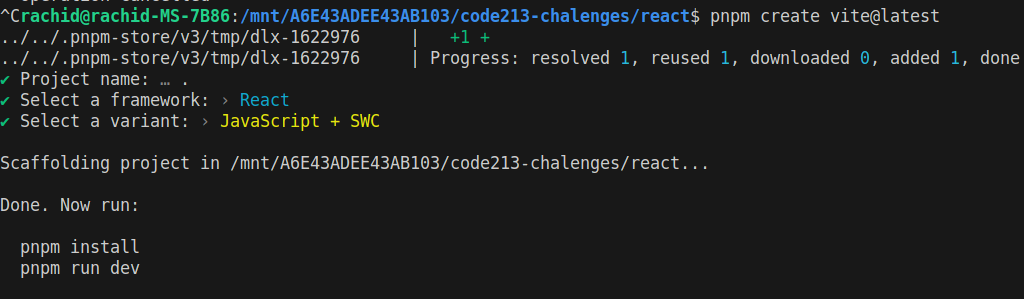 operation cancelled
^Crachid@rachid-MS-7B86:/mnt/A6E43ADEE43AB103/code213-chalenges/react$ pnpm create vite@latest
../../.pnpm-store/v3/tmp/dlx-1622976     |   +1 +
../../.pnpm-store/v3/tmp/dlx-1622976     | Progress: resolved 1, reused 1, downloaded 0, added 1, done
✔ Project name: … .
✔ Select a framework: › React
✔ Select a variant: › JavaScript + SWC
Scaffolding project in /mnt/A6E43ADEE43AB103/code213-chalenges/react...
Done. Now run:
pnpm install
pnpm run dev